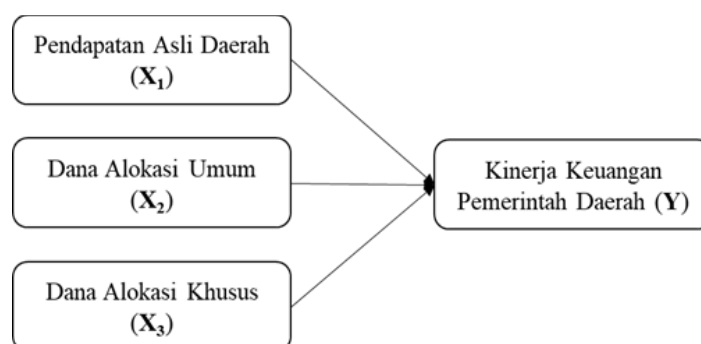 Pendapatan Asli Daerah
(X₁)
Dana Alokasi Umum
(X₂)
Kinerja Keuangan
Pemerintah Daerah (Y)
Dana Alokasi Khusus
(X₃)